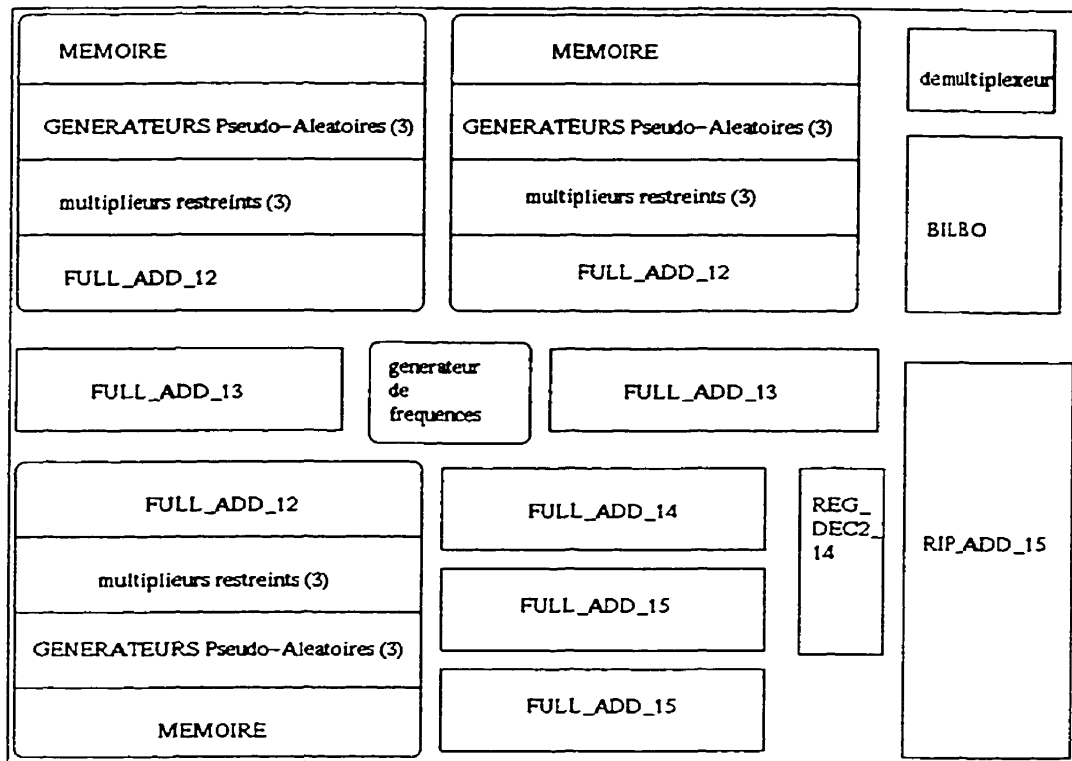 MEMOIRE
GENERATEURS Pseudo-Aleatoires (3)
multiplieurs restreints (3)
FULL_ADD_12
MEMOIRE
GENERATEURS Pseudo-Aleatoires (3)
multiplieurs restreints (3)
FULL_ADD_12
demultiplexeur
BILBO
FULL_ADD_13
generateur
de
frequences
FULL_ADD_13
FULL_ADD_12
multiplieurs restreints (3)
GENERATEURS Pseudo-Aleatoires (3)
MEMOIRE
FULL_ADD_14
FULL_ADD_15
FULL_ADD_15
REG_
DEC2_
14
RIP_ADD_15